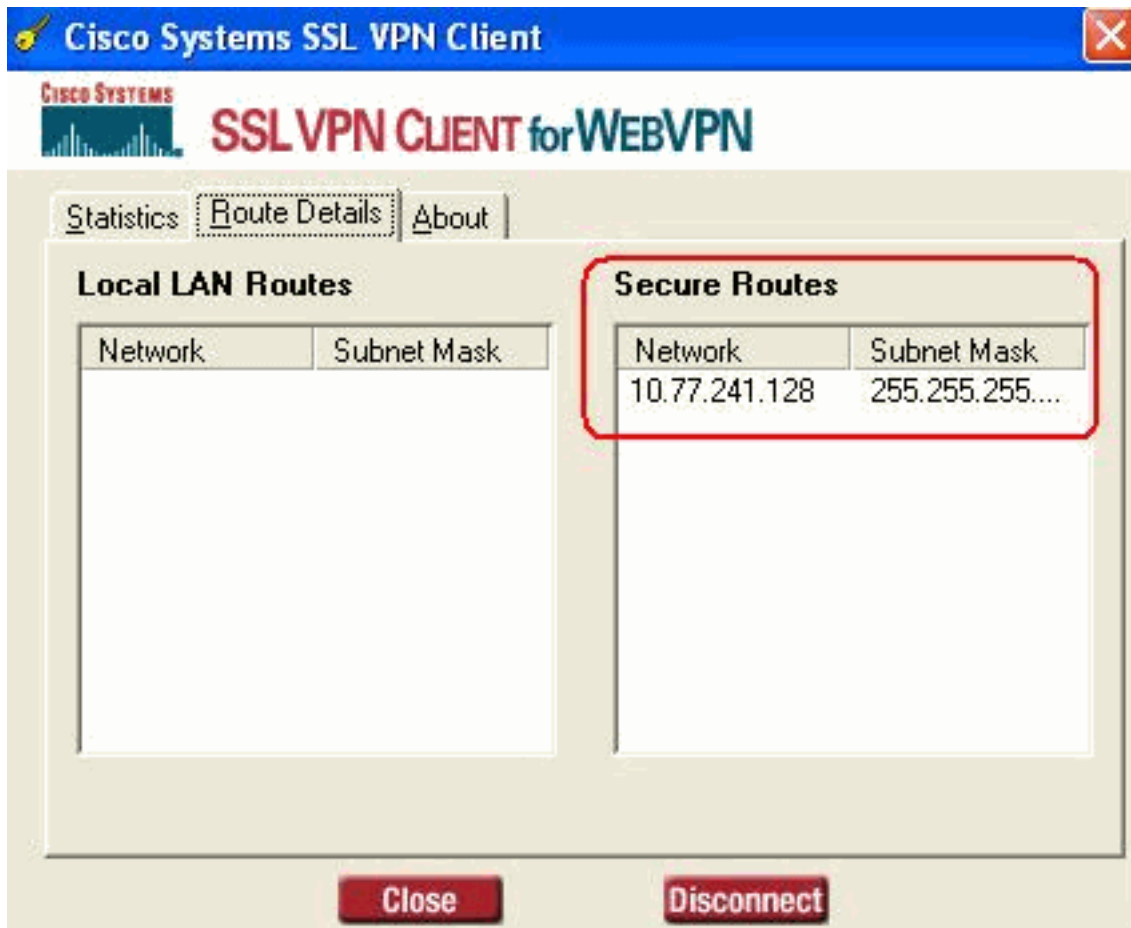 Cisco Systems SSL VPN Client
CISCO SYSTEMS
SSL VPN CLIENT for WEBVPN
Statistics Route Details About
Local LAN Routes
Network Subnet Mask
Secure Routes
Network Subnet Mask
10.77.241.128 255.255.255....
Close Disconnect